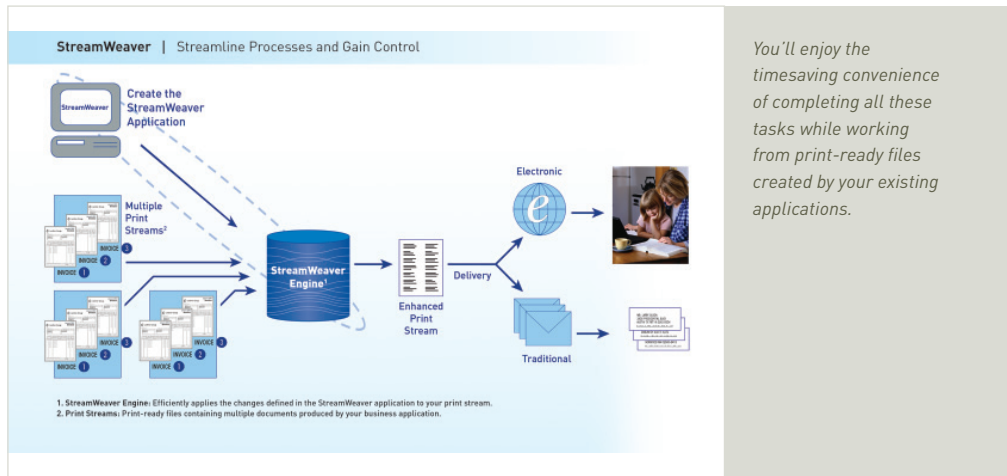 StreamWeaver | Streamline Processes and Gain Control
StreamWeaver
Create the
StreamWeaver
Application
Multiple
Print
Streams²
INVOICE 3
INVOICE 2
INVOICE 1
INVOICE 3
INVOICE 2
INVOICE 1
INVOICE 3
INVOICE 2
INVOICE 1
StreamWeaver
Engine¹
Enhanced
Print
Stream
Delivery
Electronic
e
Traditional
1. StreamWeaver Engine: Efficiently applies the changes defined in the StreamWeaver application to your print stream.
2. Print Streams: Print-ready files containing multiple documents produced by your business application.
You'll enjoy the
timesaving convenience
of completing all these
tasks while working
from print-ready files
created by your existing
applications.